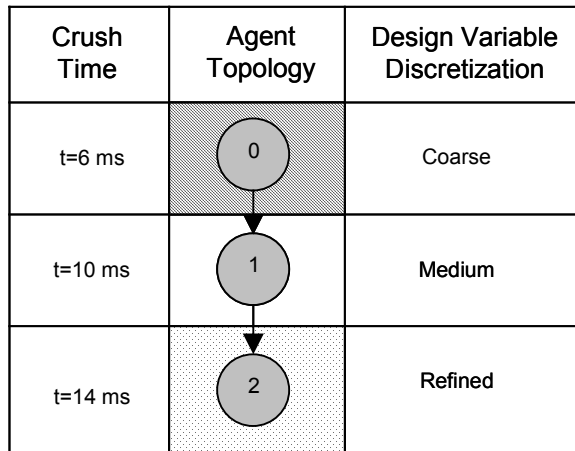 Crush Time
Agent Topology
Design Variable Discretization
t=6 ms
0
Coarse
t=10 ms
1
Medium
t=14 ms
2
Refined